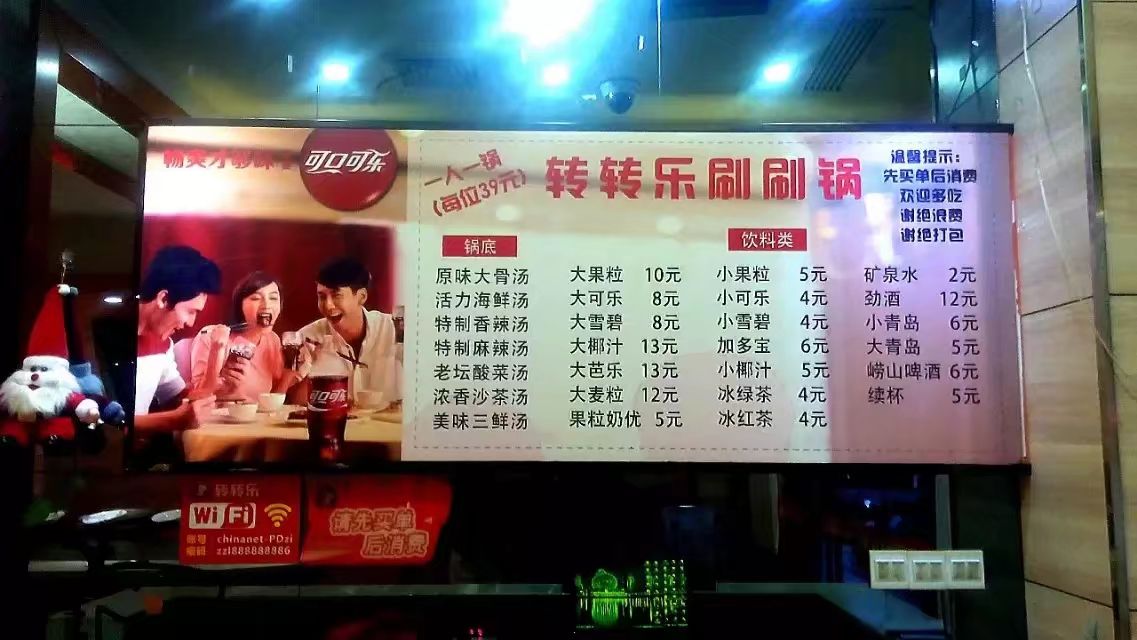 可口可乐
一人一锅
(每位39元)
转转乐刷刷锅
温馨提示:
先买单后消费
欢迎多吃
谢绝浪费
谢绝打包
锅底
原味大骨汤
活力海鲜汤
特制香辣汤
特制麻辣汤
老坛酸菜汤
浓香沙茶汤
美味三鲜汤
饮料类
大果粒 10元 小果粒 5元 矿泉水 2元
大可乐 8元 小可乐 4元 劲酒 12元
大雪碧 8元 小雪碧 4元 小青岛 6元
大椰汁 13元 加多宝 6元 大青岛 5元
大芭乐 13元 小椰汁 5元 崂山啤酒 6元
大麦粒 12元 冰绿茶 4元 续杯 5元
果粒奶优 5元 冰红茶 4元
可口可乐
转转乐
WiFi
账号 chinanet-PDzi
密码 zzl888888886
请先买单
后消费